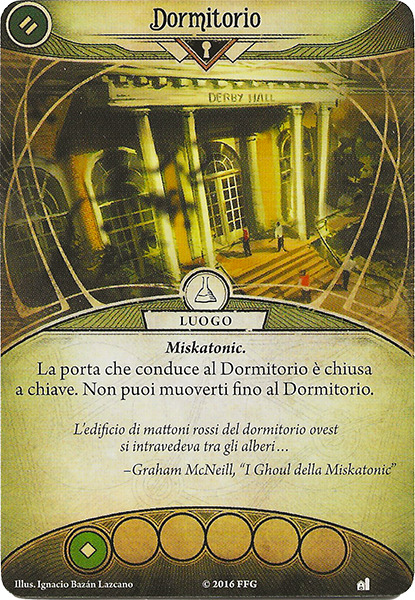 Dormitorio
DERBY HALL
LUOGO
Miskatonic.
La porta che conduce al Dormitorio è chiusa
a chiave. Non puoi muoverti fino al Dormitorio.
L'edificio di mattoni rossi del dormitorio ovest
si intravedeva tra gli alberi…
–Graham McNeill, “I Ghoul della Miskatonic”
Illus. Ignacio Bazán Lazcano
© 2016 FFG